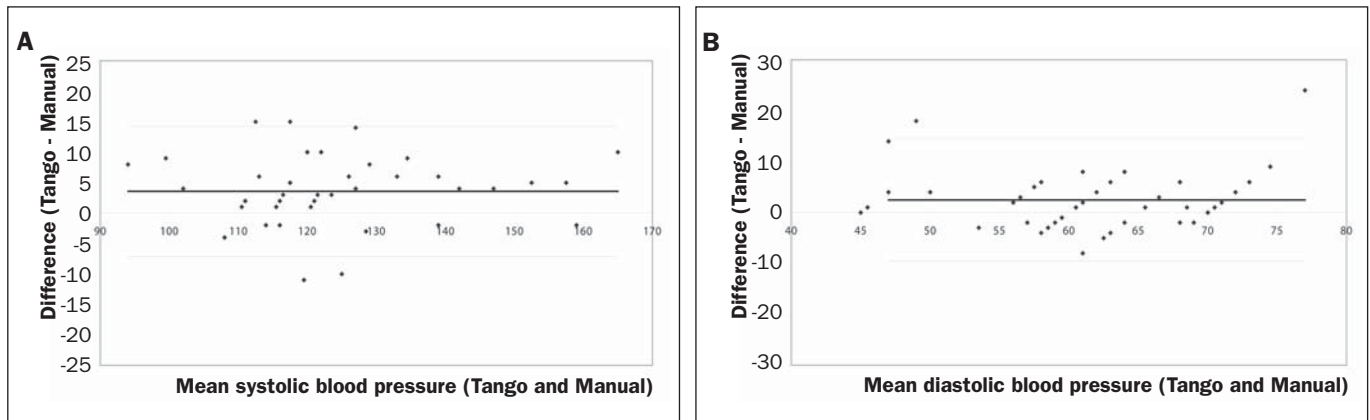 A
Difference (Tango - Manual)
25
20
15
10
5
0
-5
-10
-15
-20
-25
90 100 110 120 130 140 150 160 170
Mean systolic blood pressure (Tango and Manual)
B
Difference (Tango - Manual)
30
20
10
0
-10
-20
-30
40 45 50 55 60 65 70 75 80
Mean diastolic blood pressure (Tango and Manual)